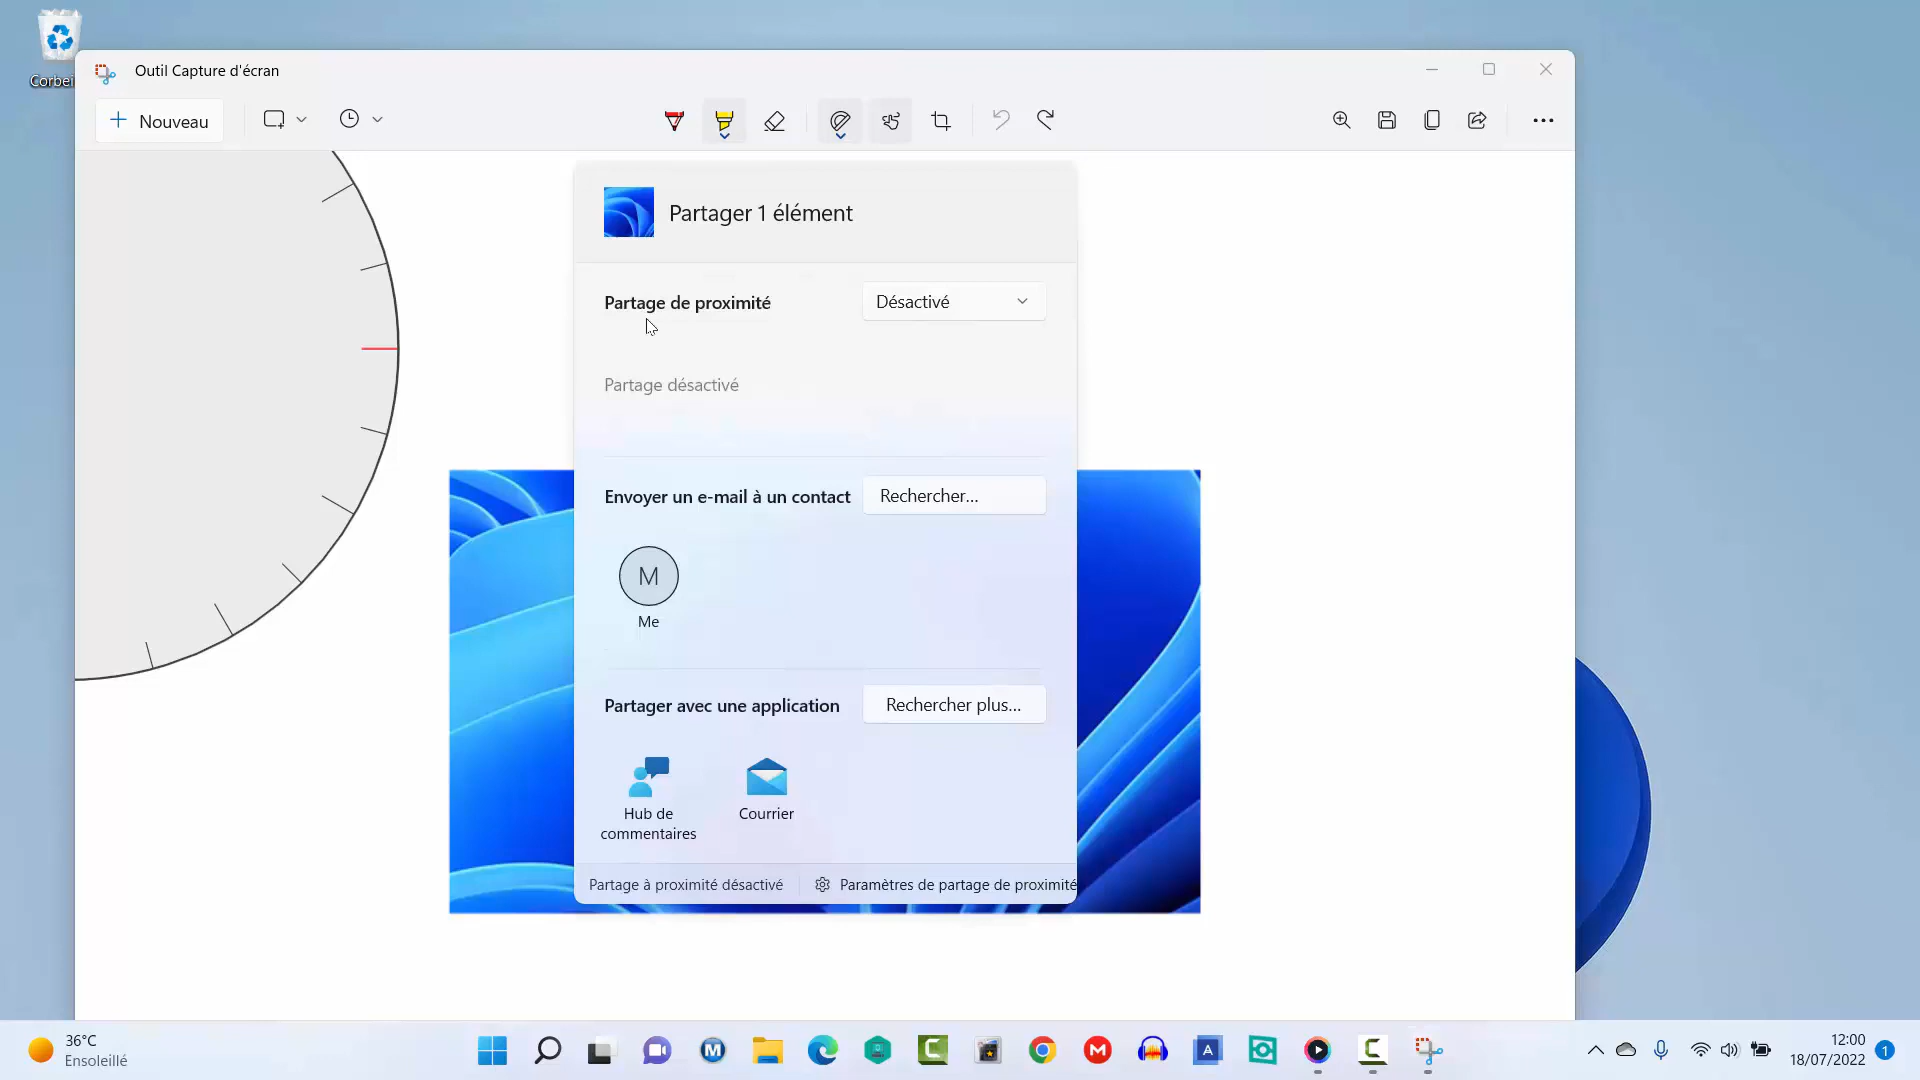 Corbei
Outil Capture d'écran
Nouveau
Partager 1 élément
Partage de proximité
Désactivé
Partage désactivé
Envoyer un e-mail à un contact
Rechercher...
M
Me
Partager avec une application
Rechercher plus...
Hub de
commentaires
Courrier
Partage à proximité désactivé
Paramètres de partage de proximité
36°C
Ensoleillé
12:00
18/07/2022
1